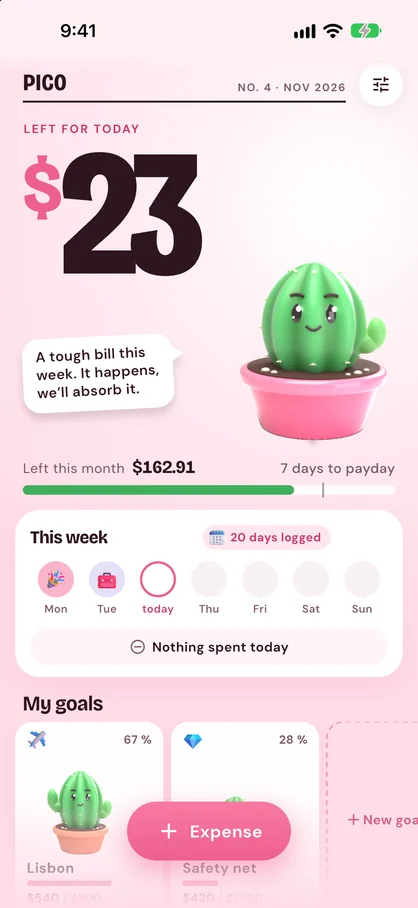 9:41
PICO
NO. 4 · NOV 2026
LEFT FOR TODAY
$23
A tough bill this
week. It happens,
we'll absorb it.
Left this month $162.91
7 days to payday
This week
20 days logged
Mon Tue today Thu Fri Sat Sun
Nothing spent today
My goals
67 %
28 %
+ New goa
+ Expense
Lisbon
Safety net
$540 / $800
$420 /